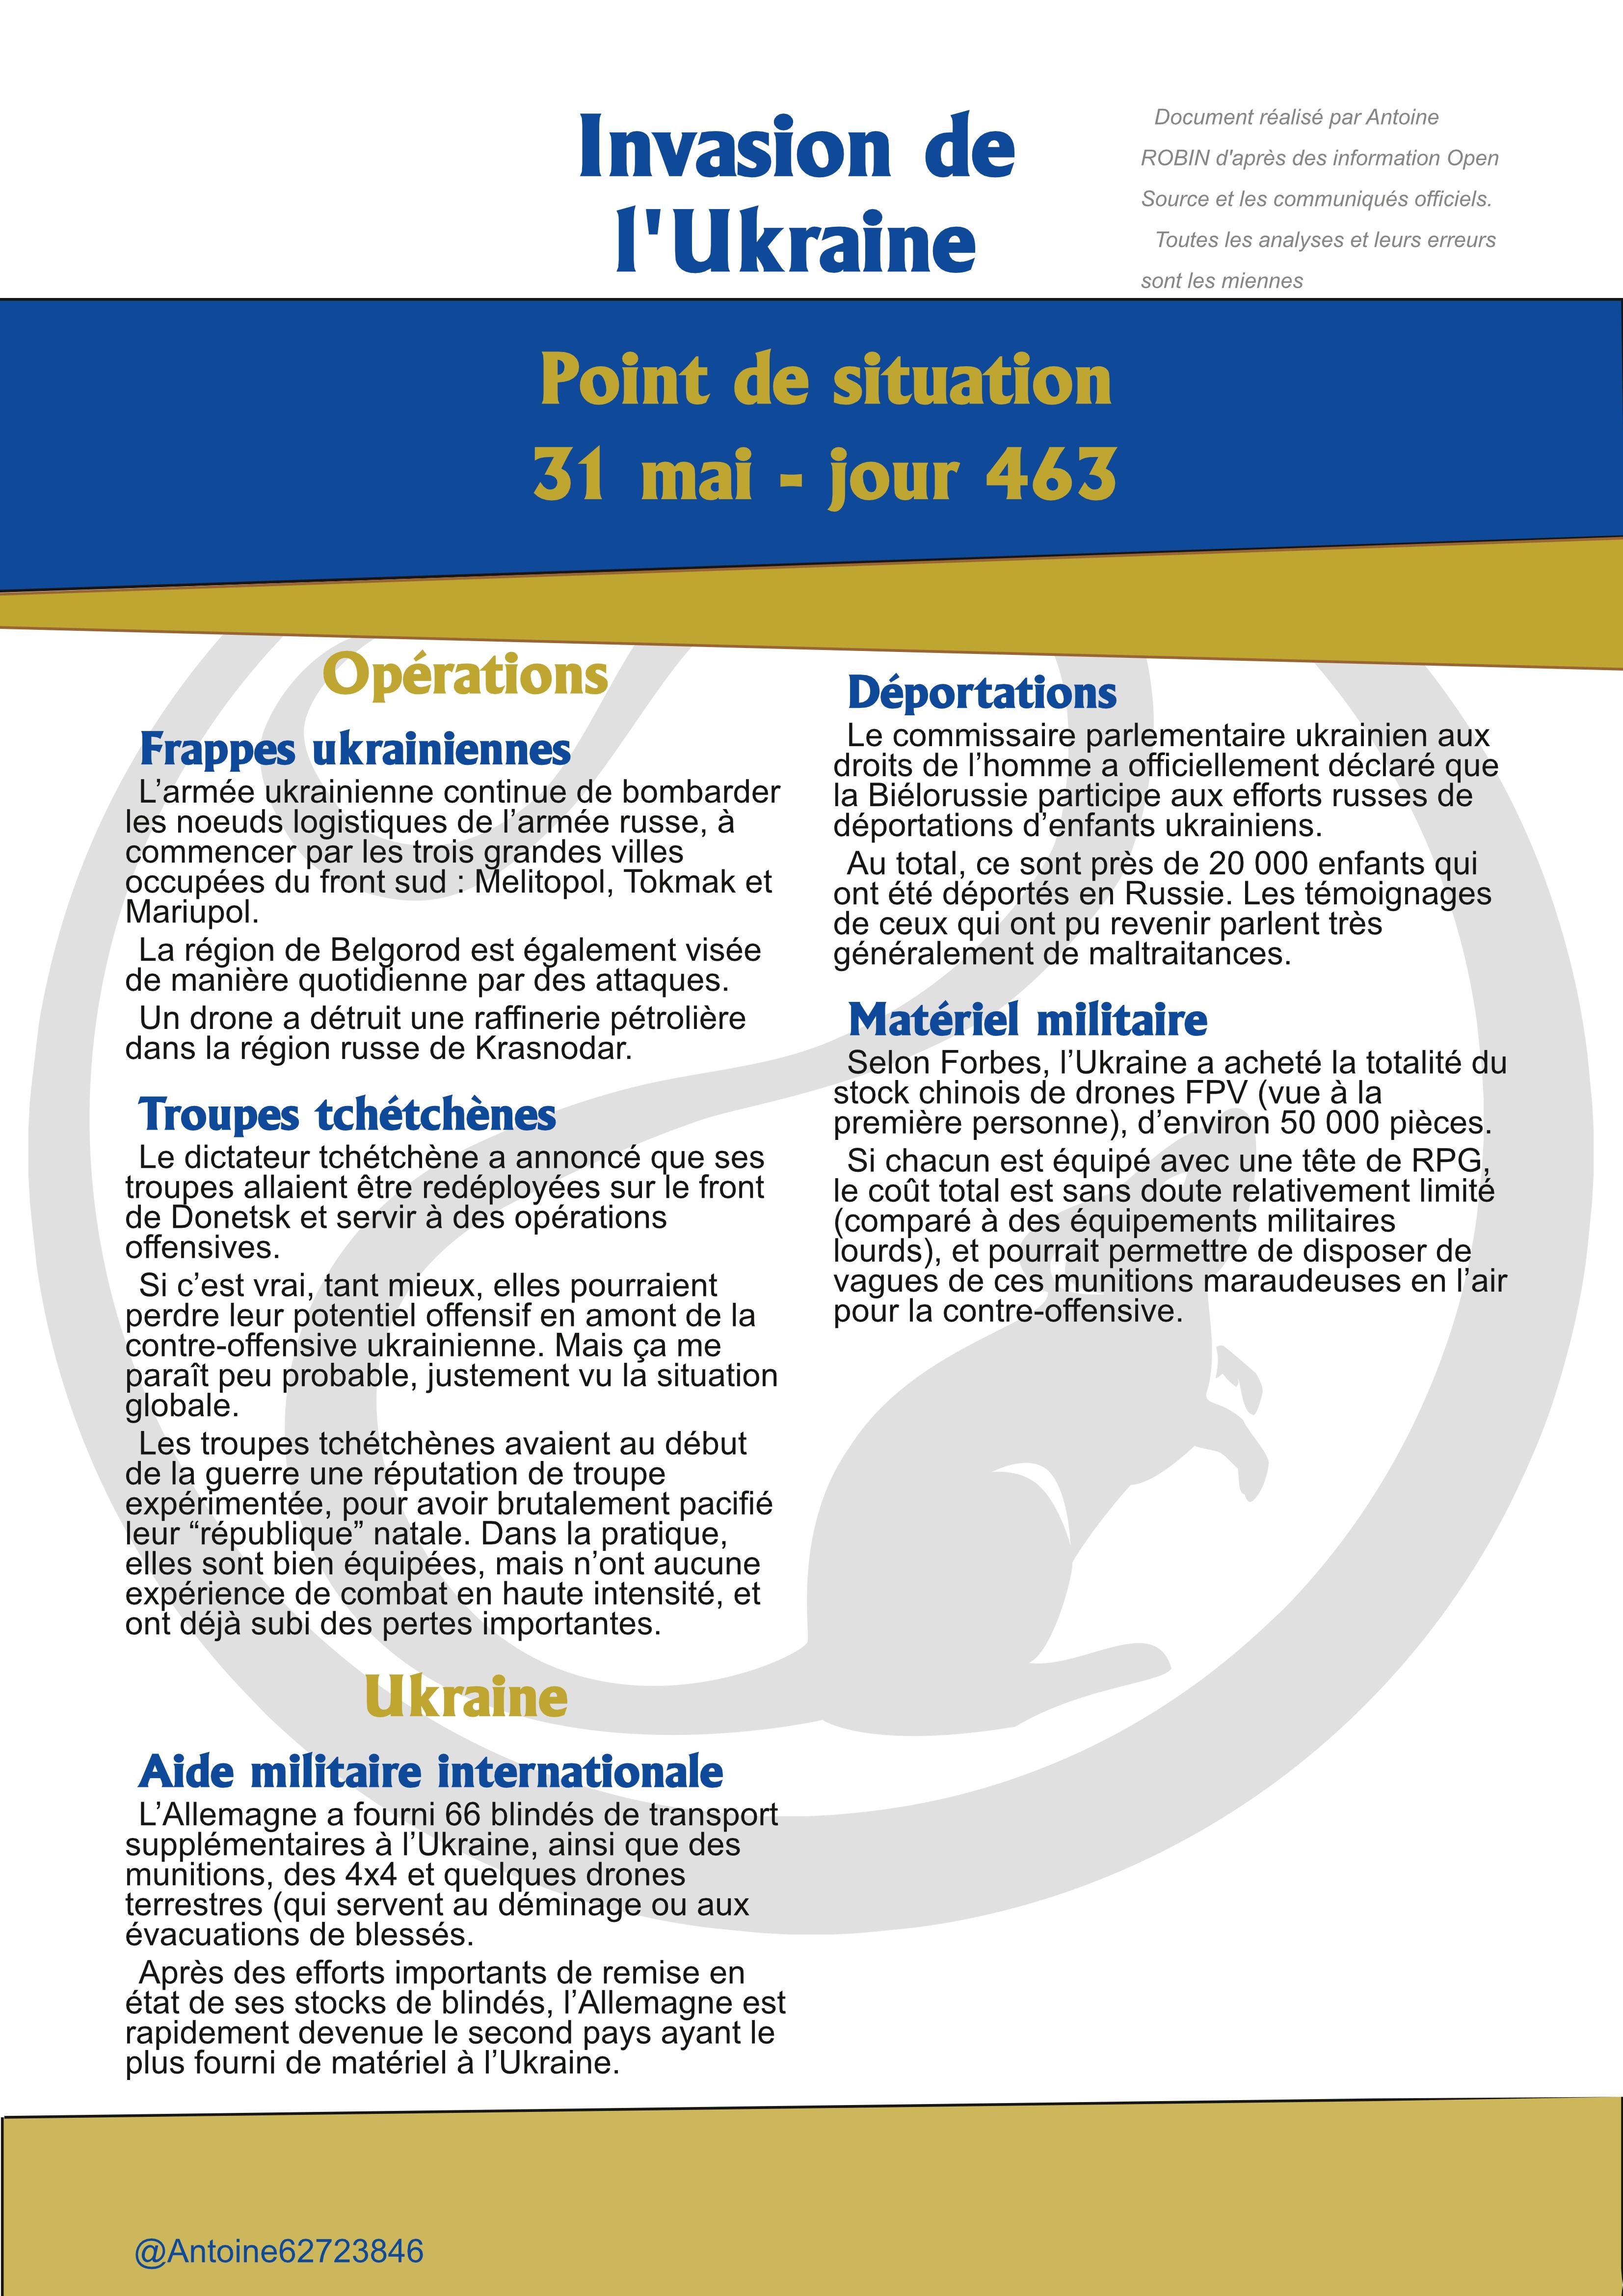 Invasion de
l'Ukraine
Document réalisé par Antoine
ROBIN d'après des information Open
Source et les communiqués officiels.
Toutes les analyses et leurs erreurs
sont les miennes
Point de situation
31 mai - jour 463
Opérations
Frappes ukrainiennes
L’armée ukrainienne continue de bombarder
les noeuds logistiques de l’armée russe, à
commencer par les trois grandes villes
occupées du front sud : Melitopol, Tokmak et
Mariupol.
La région de Belgorod est également visée
de manière quotidienne par des attaques.
Un drone a détruit une raffinerie pétrolière
dans la région russe de Krasnodar.
Troupes tchétchènes
Le dictateur tchétchène a annoncé que ses
troupes allaient être redéployées sur le front
de Donetsk et servir à des opérations
offensives.
Si c’est vrai, tant mieux, elles pourraient
perdre leur potentiel offensif en amont de la
contre-offensive ukrainienne. Mais ça me
paraît peu probable, justement vu la situation
globale.
Les troupes tchétchènes avaient au début
de la guerre une réputation de troupe
expérimentée, pour avoir brutalement pacifié
leur “république” natale. Dans la pratique,
elles sont bien équipées, mais n’ont aucune
expérience de combat en haute intensité, et
ont déjà subi des pertes importantes.
Ukraine
Aide militaire internationale
L’Allemagne a fourni 66 blindés de transport
supplémentaires à l’Ukraine, ainsi que des
munitions, des 4x4 et quelques drones
terrestres (qui servent au déminage ou aux
évacuations de blessés.
Après des efforts importants de remise en
état de ses stocks de blindés, l’Allemagne est
rapidement devenue le second pays ayant le
plus fourni de matériel à l’Ukraine.
Déportations
Le commissaire parlementaire ukrainien aux
droits de l’homme a officiellement déclaré que
la Biélorussie participe aux efforts russes de
déportations d’enfants ukrainiens.
Au total, ce sont près de 20 000 enfants qui
ont été déportés en Russie. Les témoignages
de ceux qui ont pu revenir parlent très
généralement de maltraitances.
Matériel militaire
Selon Forbes, l’Ukraine a acheté la totalité du
stock chinois de drones FPV (vue à la
première personne), d’environ 50 000 pièces.
Si chacun est équipé avec une tête de RPG,
le coût total est sans doute relativement limité
(comparé à des équipements militaires
lourds), et pourrait permettre de disposer de
vagues de ces munitions maraudeuses en l’air
pour la contre-offensive.
@Antoine62723846